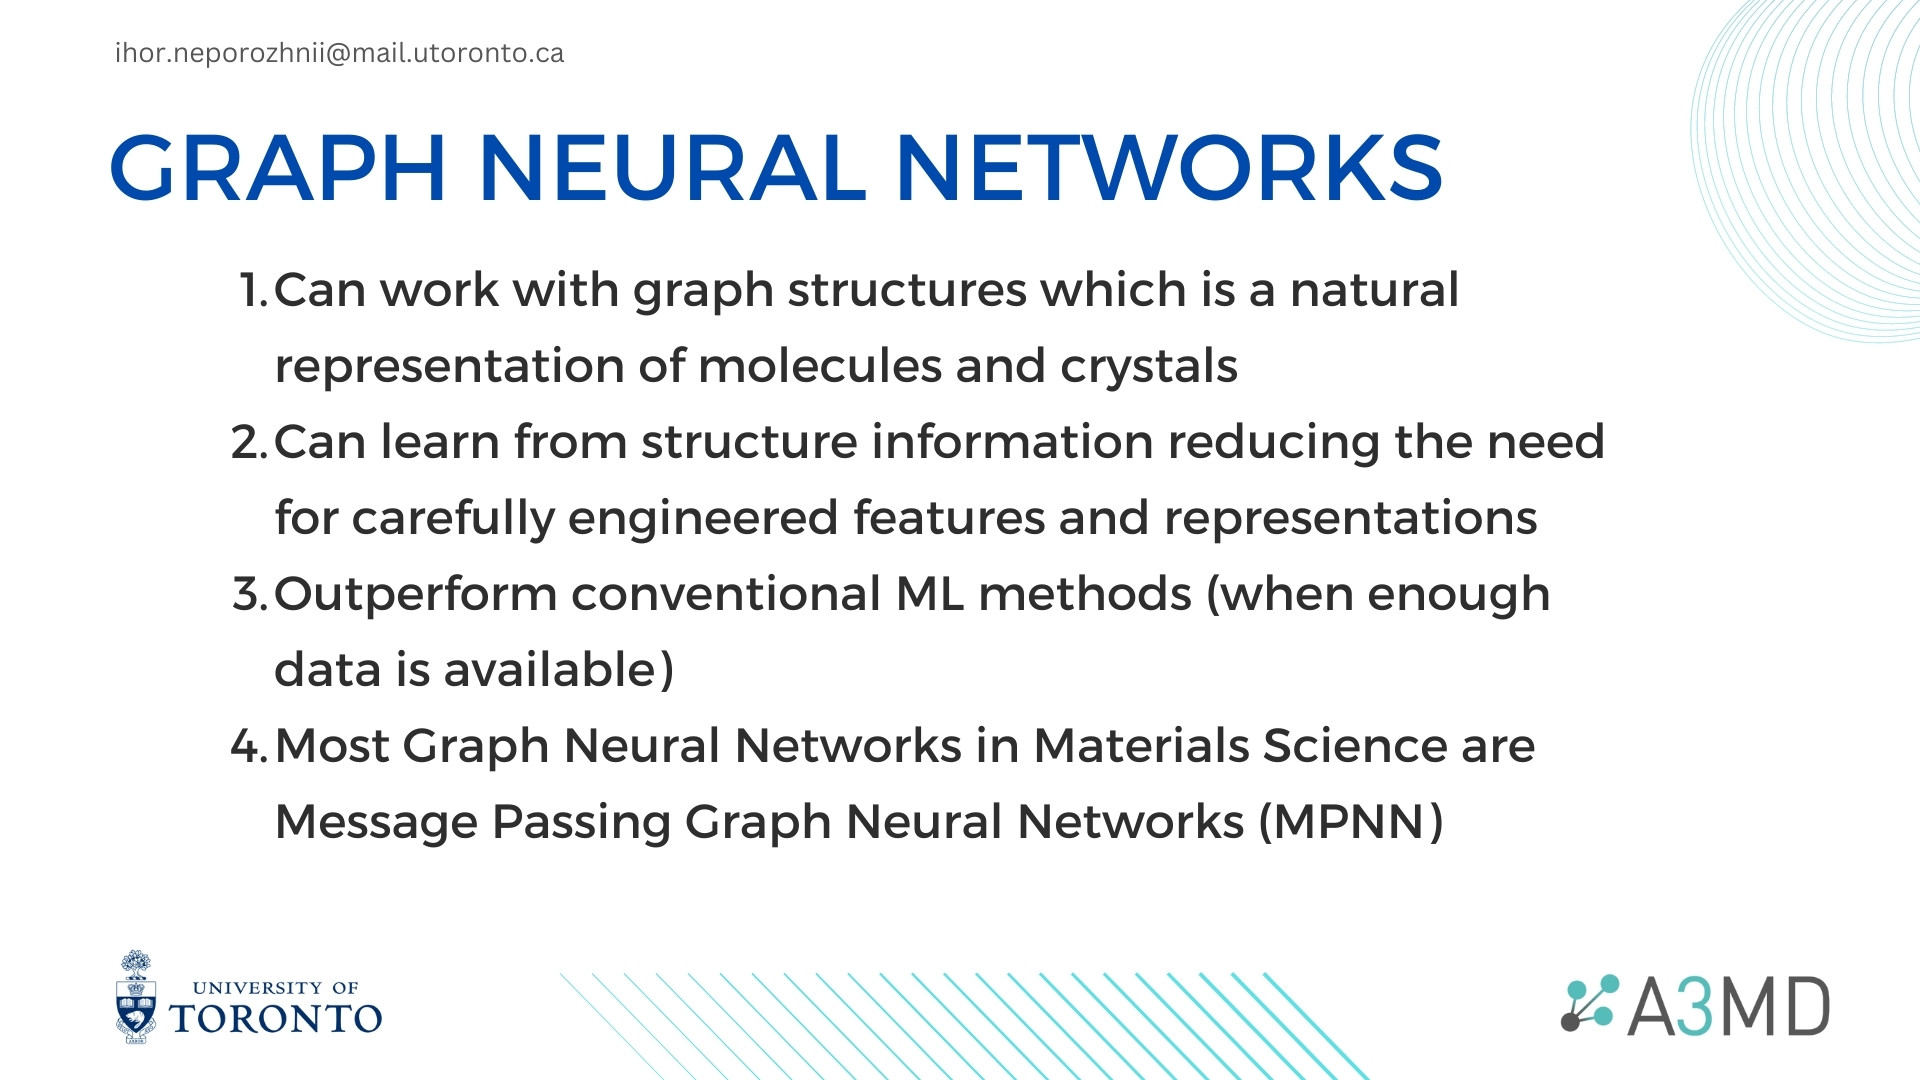 ihor.neporozhnii@mail.utoronto.ca
GRAPH NEURAL NETWORKS
1. Can work with graph structures which is a natural
representation of molecules and crystals
2. Can learn from structure information reducing the need
for carefully engineered features and representations
3. Outperform conventional ML methods (when enough
data is available)
4. Most Graph Neural Networks in Materials Science are
Message Passing Graph Neural Networks (MPNN)
UNIVERSITY OF
TORONTO
A3MD